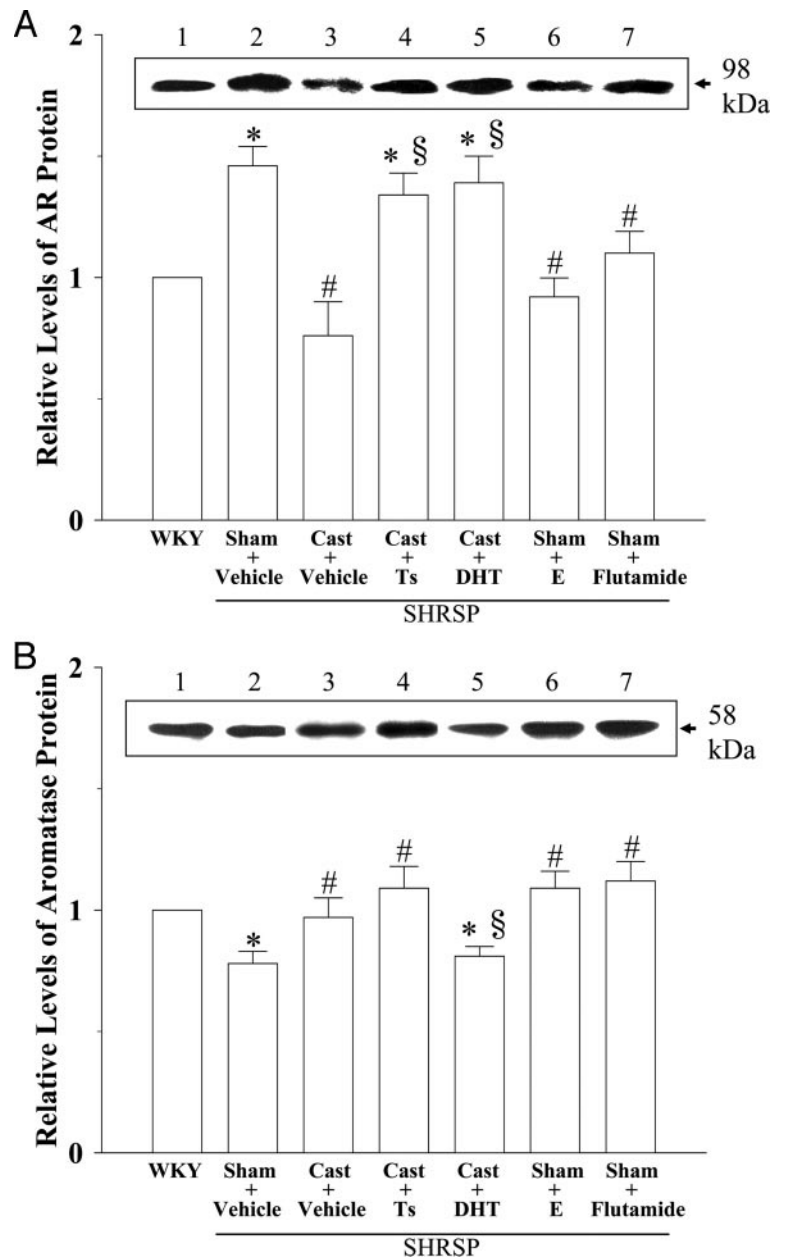 A
2
1 2 3 4 5 6 7
98
kDa
* * § * §
# # #
1
0
Relative Levels of AR Protein
WKY Sham Cast Cast Cast Sham Sham
+ + + + + +
Vehicle Vehicle Ts DHT E Flutamide
SHRSP
B
2
1 2 3 4 5 6 7
58
kDa
# # # #
* * §
1
0
Relative Levels of Aromatase Protein
WKY Sham Cast Cast Cast Sham Sham
+ + + + + +
Vehicle Vehicle Ts DHT E Flutamide
SHRSP